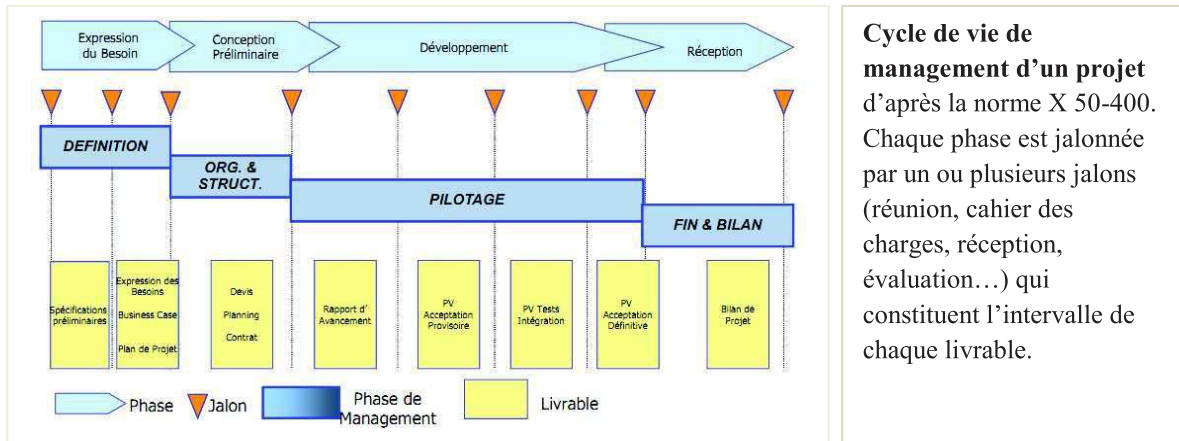 Expression
du Besoin
Conception
Préliminaire
Développement
Réception
DEFINITION
ORG. &
STRUCT.
PILOTAGE
FIN & BILAN
Spécifications
préliminaires
Expression des
Besoins
Business Case
Plan de Projet
Devis
Planning
Contrat
Rapport d'
Avancement
PV
Acceptation
Provisoire
PV Tests
Intégration
PV
Acceptation
Définitive
Bilan de
Projet
Phase
Jalon
Phase de
Management
Livrable
Cycle de vie de
management d’un projet
d’après la norme X 50-400.
Chaque phase est jalonnée
par un ou plusieurs jalons
(réunion, cahier des
charges, réception,
évaluation…) qui
constituent l’intervalle de
chaque livrable.